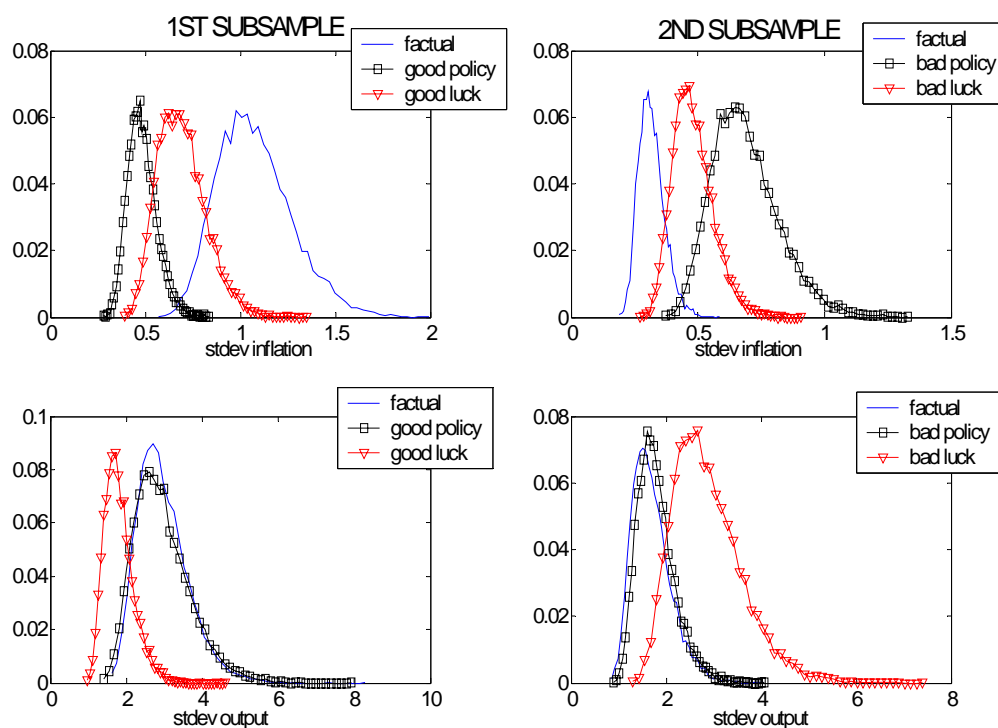 1ST SUBSAMPLE
0.08
0.06
0.04
0.02
0
0
0.5
1
1.5
2
stdev inflation
factual
good policy
good luck
2ND SUBSAMPLE
0.08
0.06
0.04
0.02
0
0
0.5
1
1.5
stdev inflation
factual
bad policy
bad luck
0.1
0.08
0.06
0.04
0.02
0
0
2
4
6
8
10
stdev output
factual
good policy
good luck
0.08
0.06
0.04
0.02
0
0
2
4
6
8
stdev output
factual
bad policy
bad luck